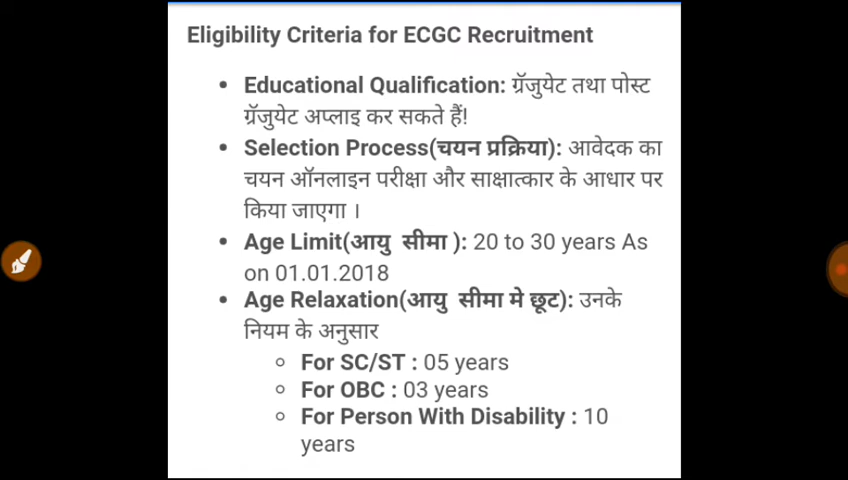 Eligibility Criteria for ECGC Recruitment
Educational Qualification: ग्रॅजुयेट तथा पोस्ट
ग्रॅजुयेट अप्लाइ कर सकते हैं!
Selection Process(चयन प्रक्रिया): आवेदक का
चयन ऑनलाइन परीक्षा और साक्षात्कार के आधार पर
किया जाएगा ।
Age Limit(आयु सीमा ): 20 to 30 years As
on 01.01.2018
Age Relaxation(आयु सीमा मे छूट): उनके
नियम के अनुसार
For SC/ST : 05 years
For OBC : 03 years
For Person With Disability : 10
years